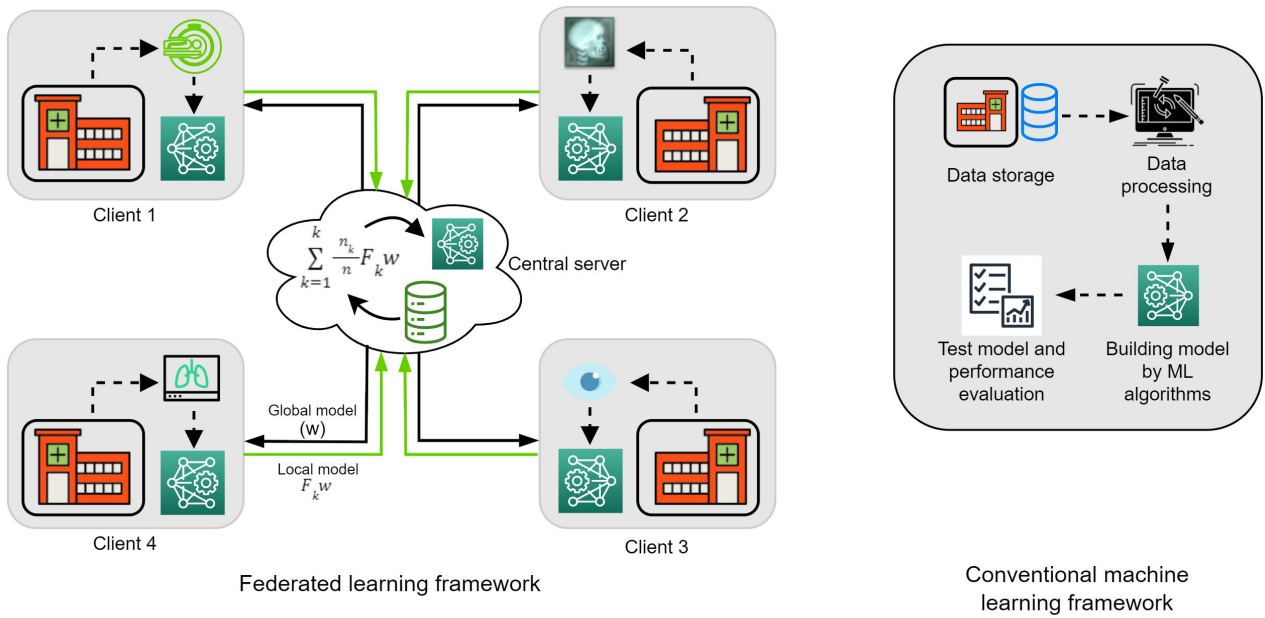 Client 1
Client 2
k
∑ n_k/n F_k w
k=1
Central server
Global model
(w)
Local model
F_k w
Client 4
Client 3
Federated learning framework
Data storage
Data
processing
Test model and
performance
evaluation
Building model
by ML
algorithms
Conventional machine
learning framework